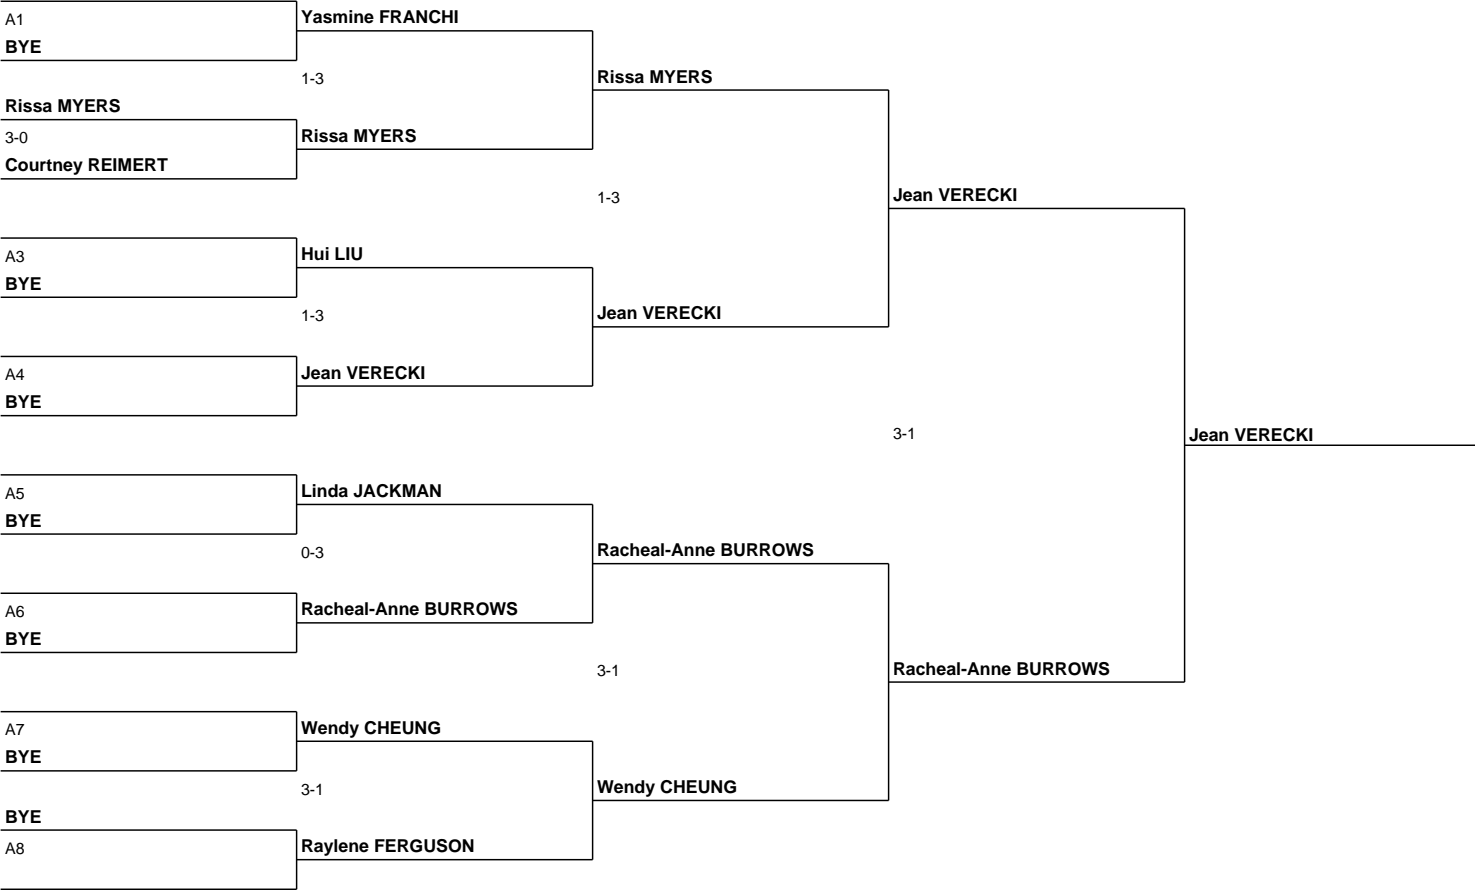 A1
BYE
Yasmine FRANCHI
1-3
Rissa MYERS
Rissa MYERS
3-0
Courtney REIMERT
Rissa MYERS
1-3
Jean VERECKI
A3
BYE
Hui LIU
1-3
Jean VERECKI
A4
BYE
Jean VERECKI
3-1
Jean VERECKI
A5
BYE
Linda JACKMAN
0-3
Racheal-Anne BURROWS
A6
BYE
Racheal-Anne BURROWS
3-1
Racheal-Anne BURROWS
A7
BYE
Wendy CHEUNG
3-1
Wendy CHEUNG
BYE
A8
Raylene FERGUSON